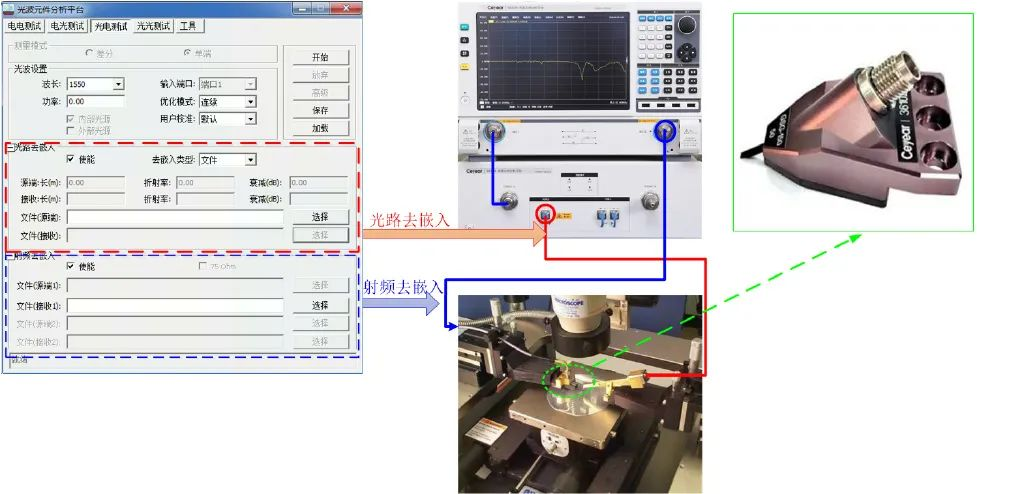 光波元件分析平台
电电测试 电光测试 光电测试 光光测试 工具
测量模式
差分 单端
光波设置
波长: 1550 输入端口: 端口1
功率: 0.00 优化模式: 连续
内部光源 用户校准: 默认
外部光源
开始
放弃
高级
保存
加载
光路去嵌入
使能 去嵌入类型: 文件
源端:长(m): 0.00 折射率: 0.00 衰减(dB): 0.00
接收:长(m): 折射率: 衰减(dB):
文件(源端): 选择
文件(接收): 选择
射频去嵌入
使能 75 Ohm
文件(源端1): 选择
文件(接收1): 选择
文件(源端2): 选择
文件(接收2): 选择
光路去嵌入
射频去嵌入
Ceyear
Ceyear
MICROSCOPE
Ceyear